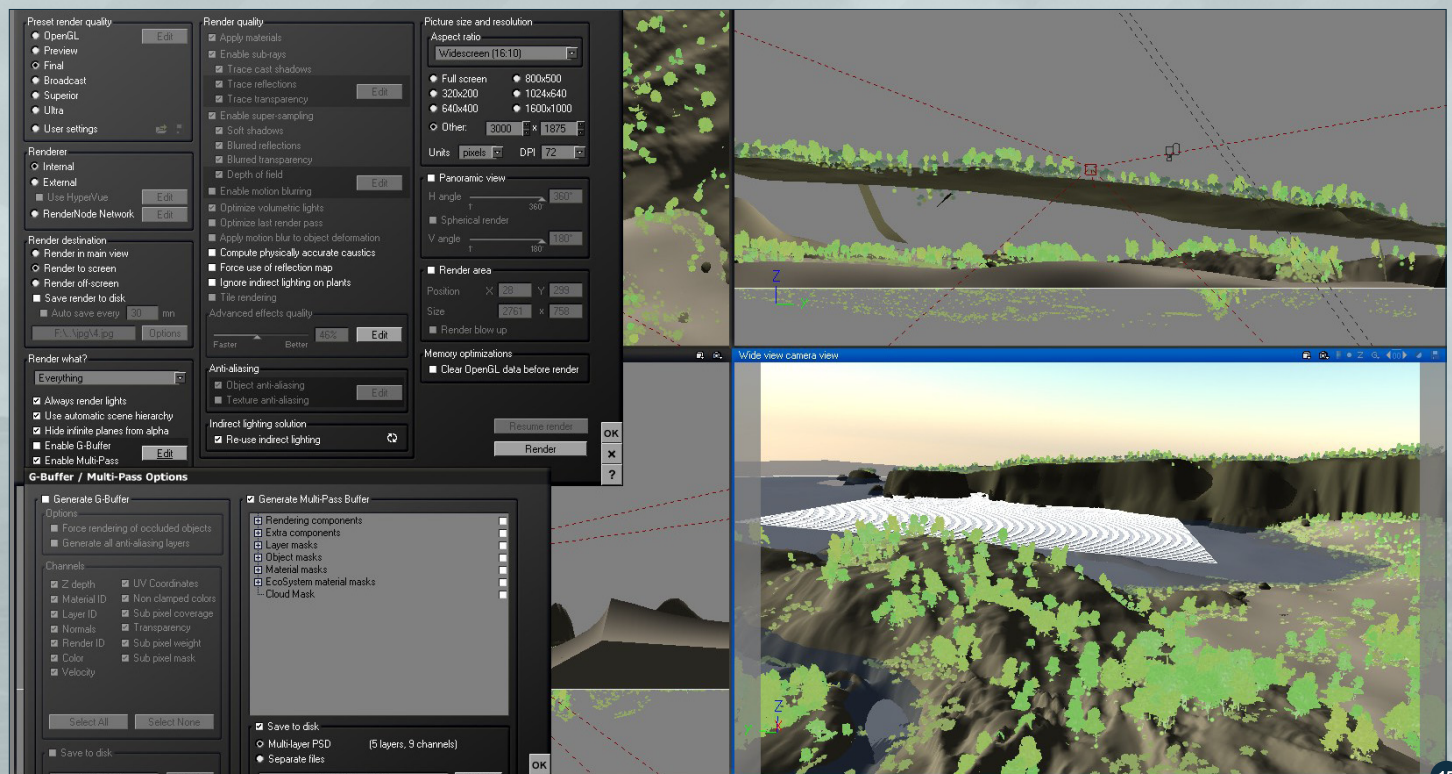 Preset render quality
OpenGL
Edit
Preview
Final
Broadcast
Superior
Ultra
User settings
Renderer
Internal
External
Use HyperVue
Edit
RenderNode Network
Edit
Render destination
Render in main view
Render to screen
Render off-screen
Save render to disk
Auto save every 30 mn
F:\...\jpg\4.jpg
Options
Render what?
Everything
Always render lights
Use automatic scene hierarchy
Hide infinite planes from alpha
Enable G-Buffer
Enable Multi-Pass
Edit
Render quality
Apply materials
Enable sub-rays
Trace cast shadows
Trace reflections
Trace transparency
Edit
Enable super-sampling
Soft shadows
Blurred reflections
Blurred transparency
Depth of field
Edit
Enable motion blurring
Optimize volumetric lights
Optimize last render pass
Apply motion blur to object deformation
Compute physically accurate caustics
Force use of reflection map
Ignore indirect lighting on plants
Tile rendering
Advanced effects quality
46%
Edit
Faster
Better
Anti-aliasing
Object anti-aliasing
Texture anti-aliasing
Edit
Indirect lighting solution
Re-use indirect lighting
Picture size and resolution
Aspect ratio
Widescreen (16:10)
Full screen
800x500
320x200
1024x640
640x400
1600x1000
Other: 3000 x 1875
Units pixels DPI 72
Panoramic view
H angle
1
360°
360°
Spherical render
V angle
1
180°
180°
Render area
Position X 28 Y 299
Size 2761 x 758
Render blow up
Memory optimizations
Clear OpenGL data before render
Resume render
Render
OK
?
G-Buffer / Multi-Pass Options
Generate G-Buffer
Options
Force rendering of occluded objects
Generate all anti-aliasing layers
Channels
Z depth
UV Coordinates
Material ID
Non clamped colors
Layer ID
Sub pixel coverage
Normals
Transparency
Render ID
Sub pixel weight
Color
Sub pixel mask
Velocity
Select All
Select None
Save to disk
Generate Multi-Pass Buffer
Rendering components
Extra components
Layer masks
Object masks
Material masks
EcoSystem material masks
Cloud Mask
Save to disk
Multi-layer PSD (5 layers, 9 channels)
Separate files
OK
Z
Wide view camera view
Z